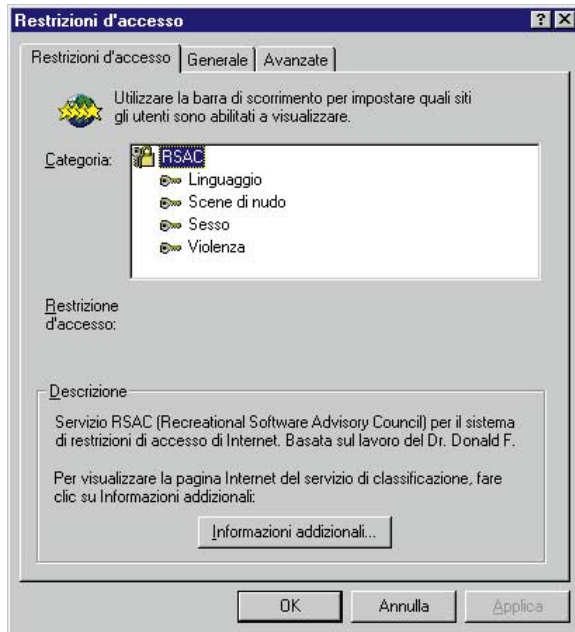 Restrizioni d'accesso
Restrizioni d'accesso Generale Avanzate
Utilizzare la barra di scorrimento per impostare quali siti
gli utenti sono abilitati a visualizzare.
Categoria:
RSAC
Linguaggio
Scene di nudo
Sesso
Violenza
Restrizione
d'accesso:
Descrizione
Servizio RSAC (Recreational Software Advisory Council) per il sistema
di restrizioni di accesso di Internet. Basata sul lavoro del Dr. Donald F.
Per visualizzare la pagina Internet del servizio di classificazione, fare
clic su Informazioni addizionali:
Informazioni addizionali...
OK Annulla Applica